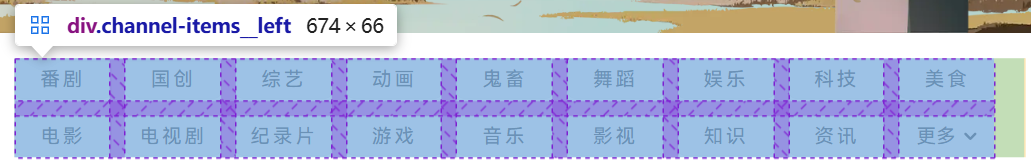 div.channel-items__left 674 × 66
番剧 国创 综艺 动画 鬼畜 舞蹈 娱乐 科技 美食
电影 电视剧 纪录片 游戏 音乐 影视 知识 资讯 更多